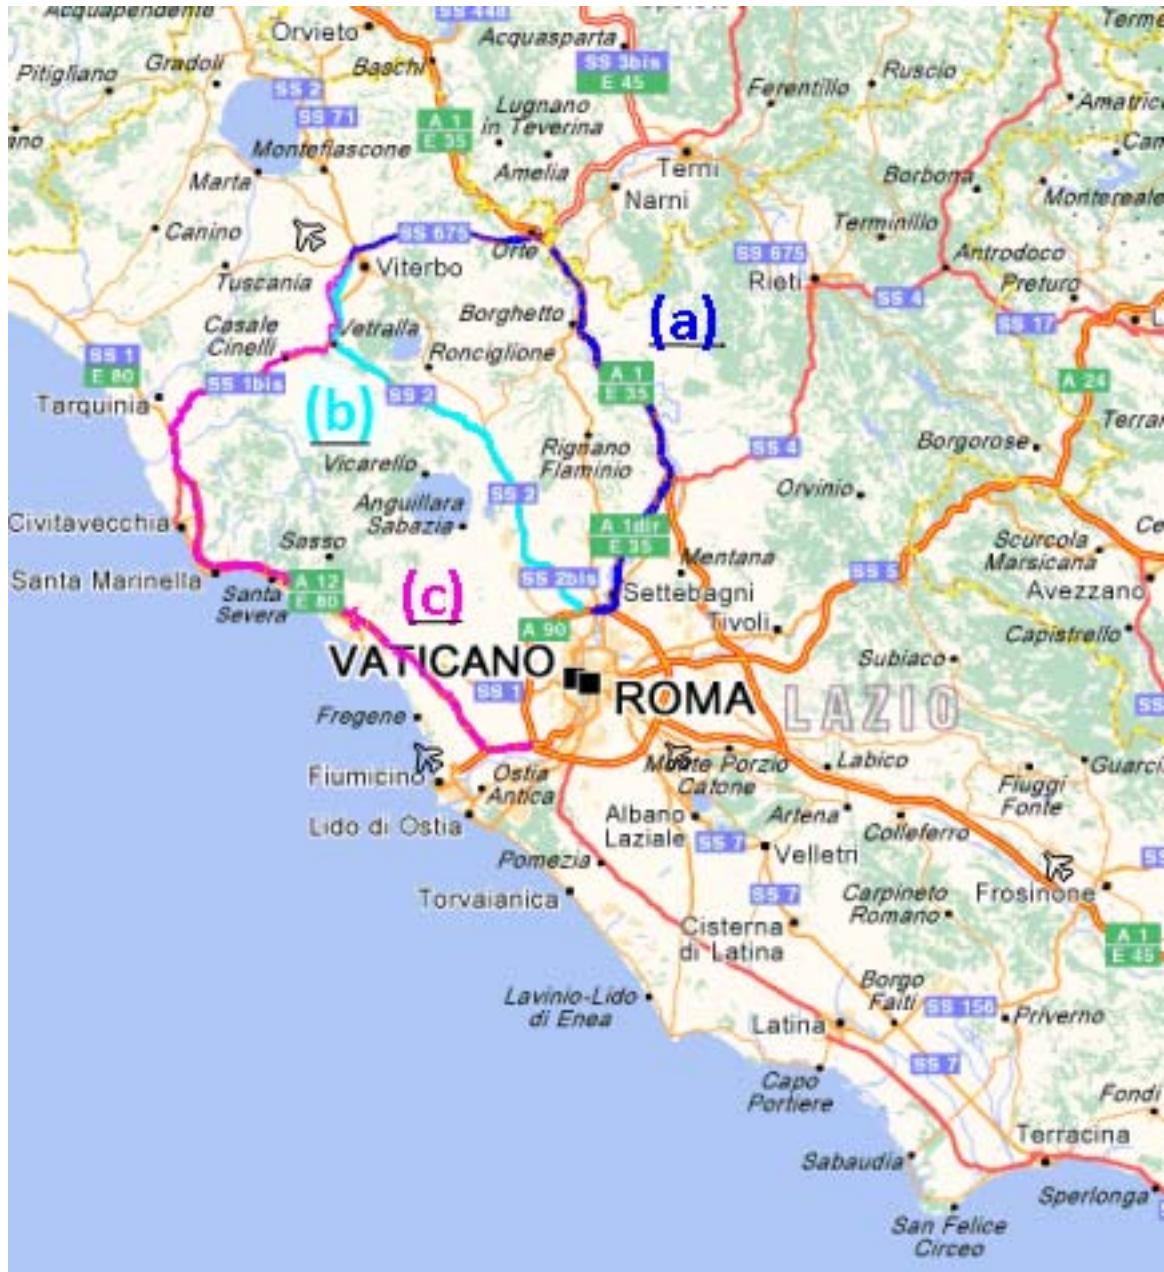 Acquapendente
SS 448
Terme
Orvieto
Acquasparta
Pitigliano
Gradoli
Baschi
SS 3bis
E 45
Ruscio
SS 2
Ferentillo
Amatrice
SS 71
A 1
E 35
Lugnano
in Teverina
Montefiascone
Terni
Marta
Amelia
Narni
Borbona
Montereale
Canino
SS 675
Orte
Terminillo
SS 675
Antrodoco
Viterbo
Rieti
Tuscania
SS 4
Preturo
Borghetto
(a)
SS 17
Casale
Cinelli
Vetralla
SS 1
E 80
Ronciglione
A 1
E 35
A 24
SS 1bis
SS 2
Tarquinia
(b)
SS 4
Borgorose
Rignano
Flaminio
Vicarello
SS 2
Orvinio
Anguillara
Sabazia
Civitavecchia
A 1dir
E 35
Sasso
Mentana
Scurcola
Marsicana
Santa Marinella
Santa
Severa
A 12
E 80
(c)
SS 2bis
SS 5
Settebagni
Avezzano
A 90
Tivoli
Capistrello
VATICANO
Subiaco
SS 1
ROMA
LAZIO
Fregene
Fiumicino
Ostia
Antica
Monte Porzio
Catone
Labico
Fiuggi
Fonte
Lido di Ostia
Albano
Laziale
Artena
Colleferro
SS 7
Velletri
Pomezia
Torvaianica
SS 7
Carpineto
Romano
Frosinone
Cisterna
di Latina
A 1
E 45
Lavinio-Lido
di Enea
Borgo
Faiti
SS 156
Latina
Priverno
SS 7
Capo
Portiere
Fondi
Terracina
Sabaudia
Sperlonga
San Felice
Circeo